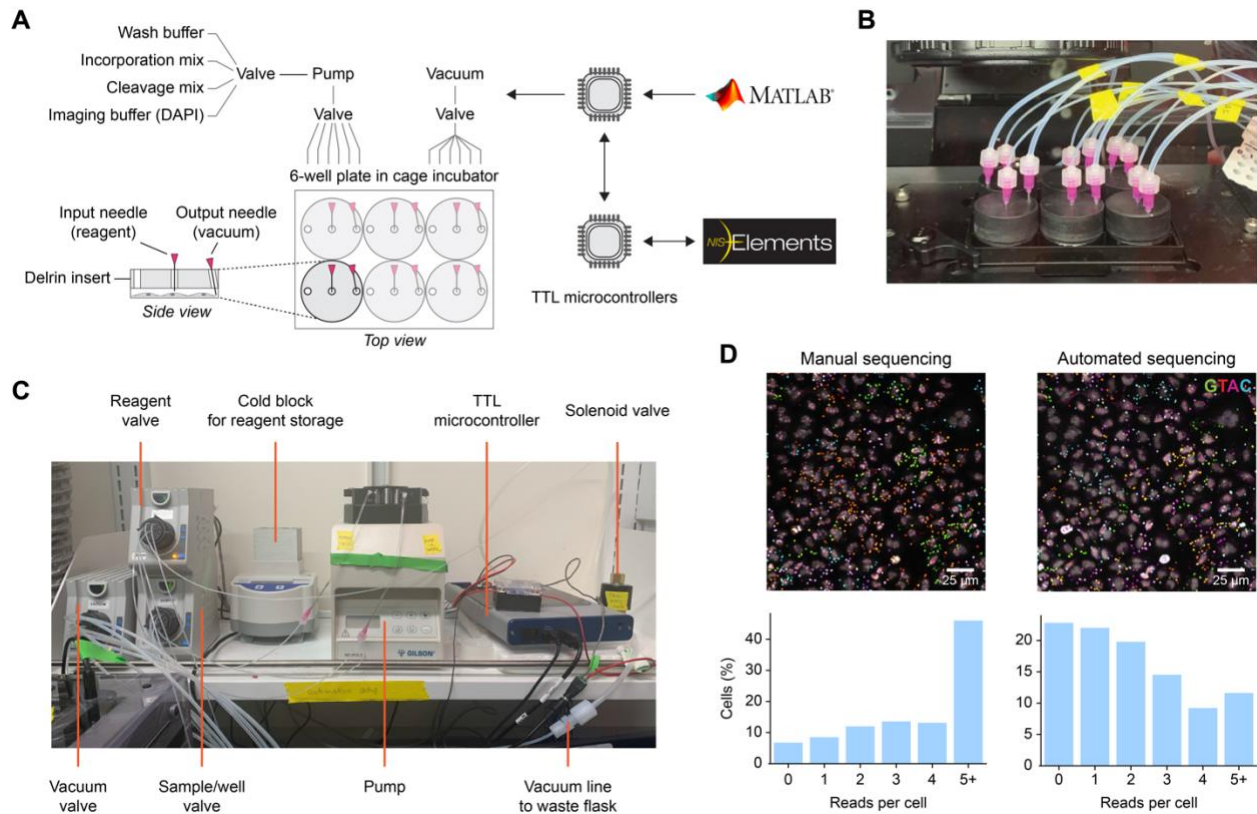 A
Wash buffer
Incorporation mix
Cleavage mix
Imaging buffer (DAPI)
Valve
Pump
Valve
Vacuum
Valve
6-well plate in cage incubator
Input needle
(reagent)
Output needle
(vacuum)
Delrin insert
Side view
Top view
MATLAB®
NIS
Elements
TTL microcontrollers
B
C
Reagent
valve
Cold block
for reagent storage
TTL
microcontroller
Solenoid valve
GILSON
Vacuum
valve
Sample/well
valve
Pump
Vacuum line
to waste flask
D
Manual sequencing
Automated sequencing
GTAC
25 µm
25 µm
Cells (%)
40
30
20
10
0
0 1 2 3 4 5+
Reads per cell
20
15
10
5
0
0 1 2 3 4 5+
Reads per cell